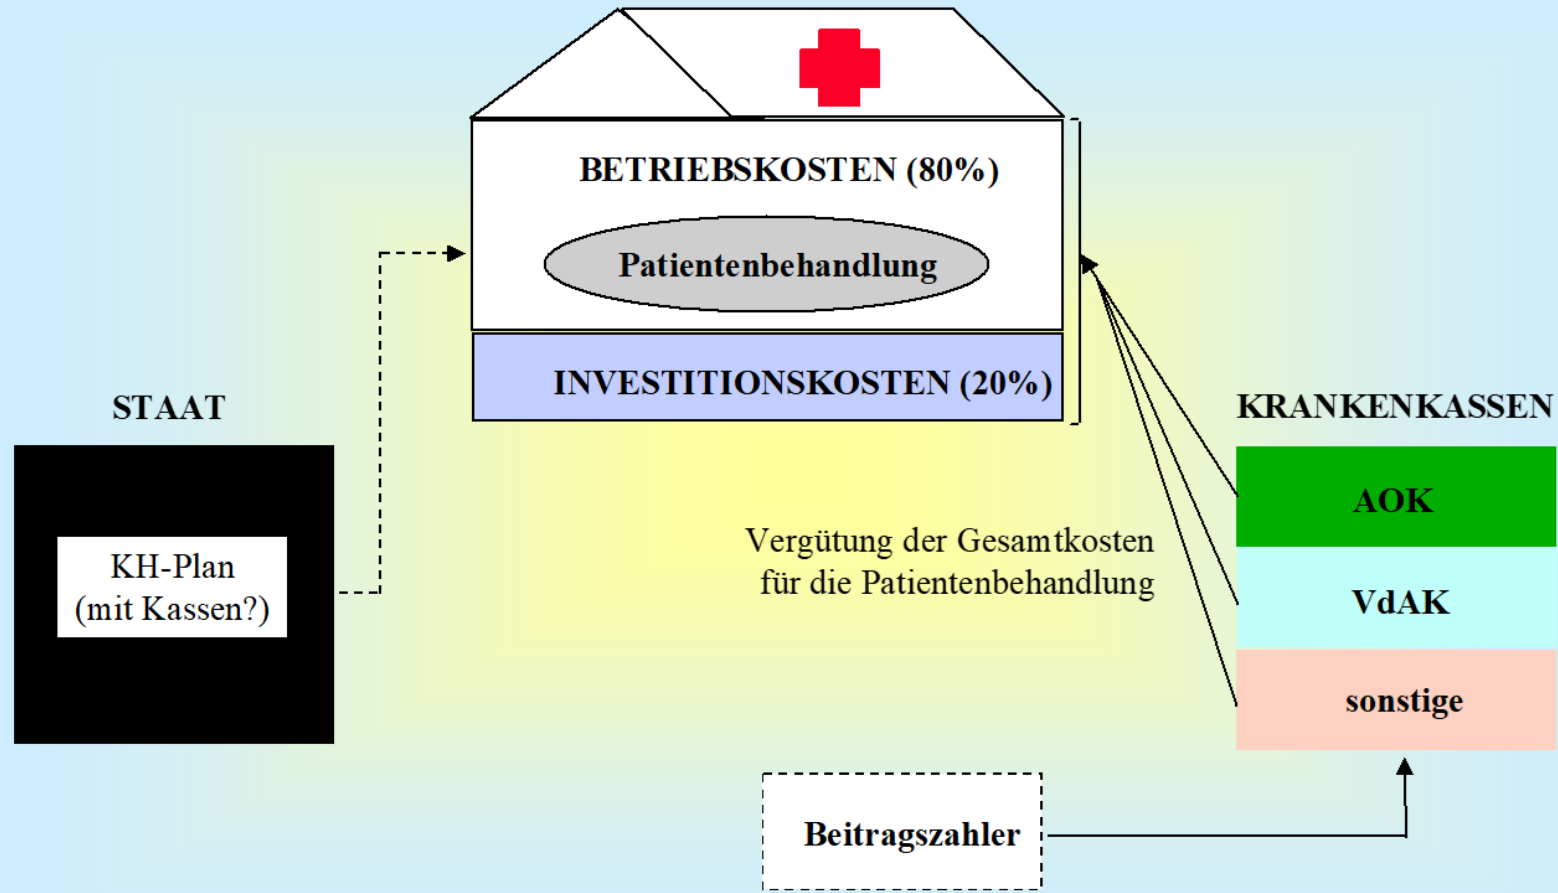 BETRIEBSKOSTEN (80%)
Patientenbehandlung
INVESTITIONSKOSTEN (20%)
STAAT
KH-Plan
(mit Kassen?)
KRANKENKASSEN
AOK
VdAK
sonstige
Vergütung der Gesamtkosten
für die Patientenbehandlung
Beitragszahler